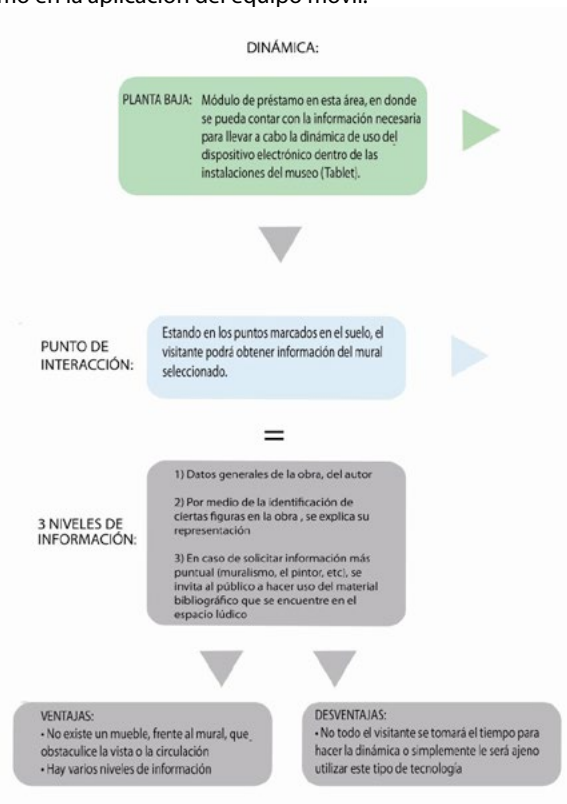 mo en la aplicación del equipo móvil.
DINÁMICA:
PLANTA BAJA: Módulo de préstamo en esta área, en donde
se pueda contar con la información necesaria
para llevar a cabo la dinámica de uso del
dispositivo electrónico dentro de las
instalaciones del museo (Tablet).
PUNTO DE
INTERACCIÓN:
Estando en los puntos marcados en el suelo, el
visitante podrá obtener información del mural
seleccionado.
=
3 NIVELES DE
INFORMACIÓN:
1) Datos generales de la obra, del autor
2) Por medio de la identificación de
ciertas figuras en la obra , se explica su
representación
3) En caso de solicitar información más
puntual (muralismo, el pintor, etc), se
invita al público a hacer uso del material
bibliográfico que se encuentre en el
espacio lúdico
VENTAJAS:
• No existe un mueble, frente al mural, que
obstaculice la vista o la circulación
• Hay varios niveles de información
DESVENTAJAS:
• No todo el visitante se tomará el tiempo para
hacer la dinámica o simplemente le será ajeno
utilizar este tipo de tecnología